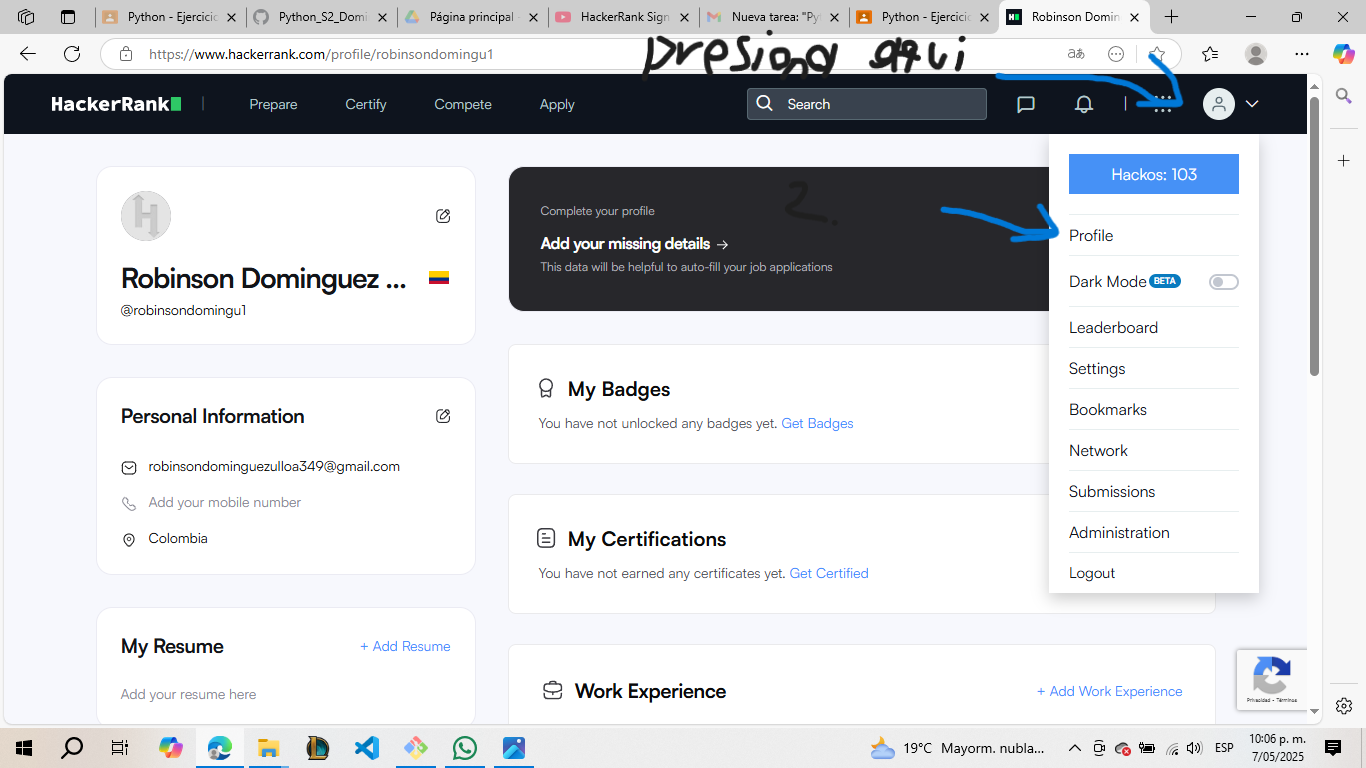 Python - Ejercicio
Python_S2_Domi
Página principal
HackerRank Sign
Nueva tarea: "Py
Python - Ejercicio
Robinson Domin
https://www.hackerrank.com/profile/robinsondomingu1
aあ
presiona aqui
HackerRank
Prepare
Certify
Compete
Apply
Search
Hackos: 103
Profile
Dark Mode BETA
Leaderboard
Settings
Bookmarks
Network
Submissions
Administration
Logout
2.
Robinson Dominguez ...
@robinsondomingu1
Complete your profile
Add your missing details →
This data will be helpful to auto-fill your job applications
Personal Information
robinsondominguezulloa349@gmail.com
Add your mobile number
Colombia
My Badges
You have not unlocked any badges yet. Get Badges
My Certifications
You have not earned any certificates yet. Get Certified
My Resume
+ Add Resume
Add your resume here
Work Experience
+ Add Work Experience
Privacidad - Términos
19°C Mayorm. nubla...
ESP
10:06 p. m.
7/05/2025